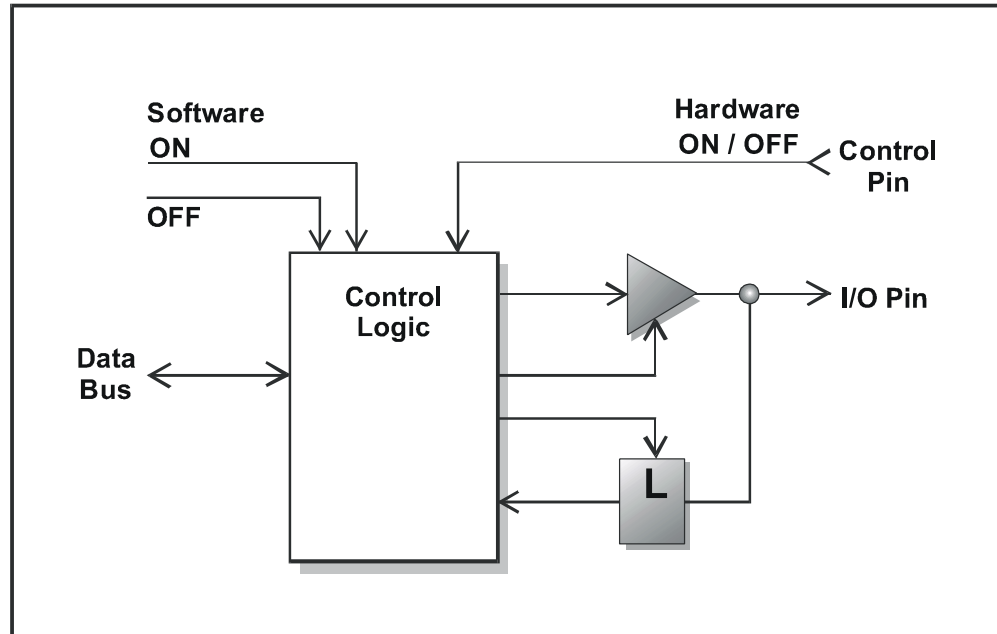 Software
ON
OFF
Hardware
ON / OFF
Control
Pin
Control
Logic
I/O Pin
Data
Bus
L